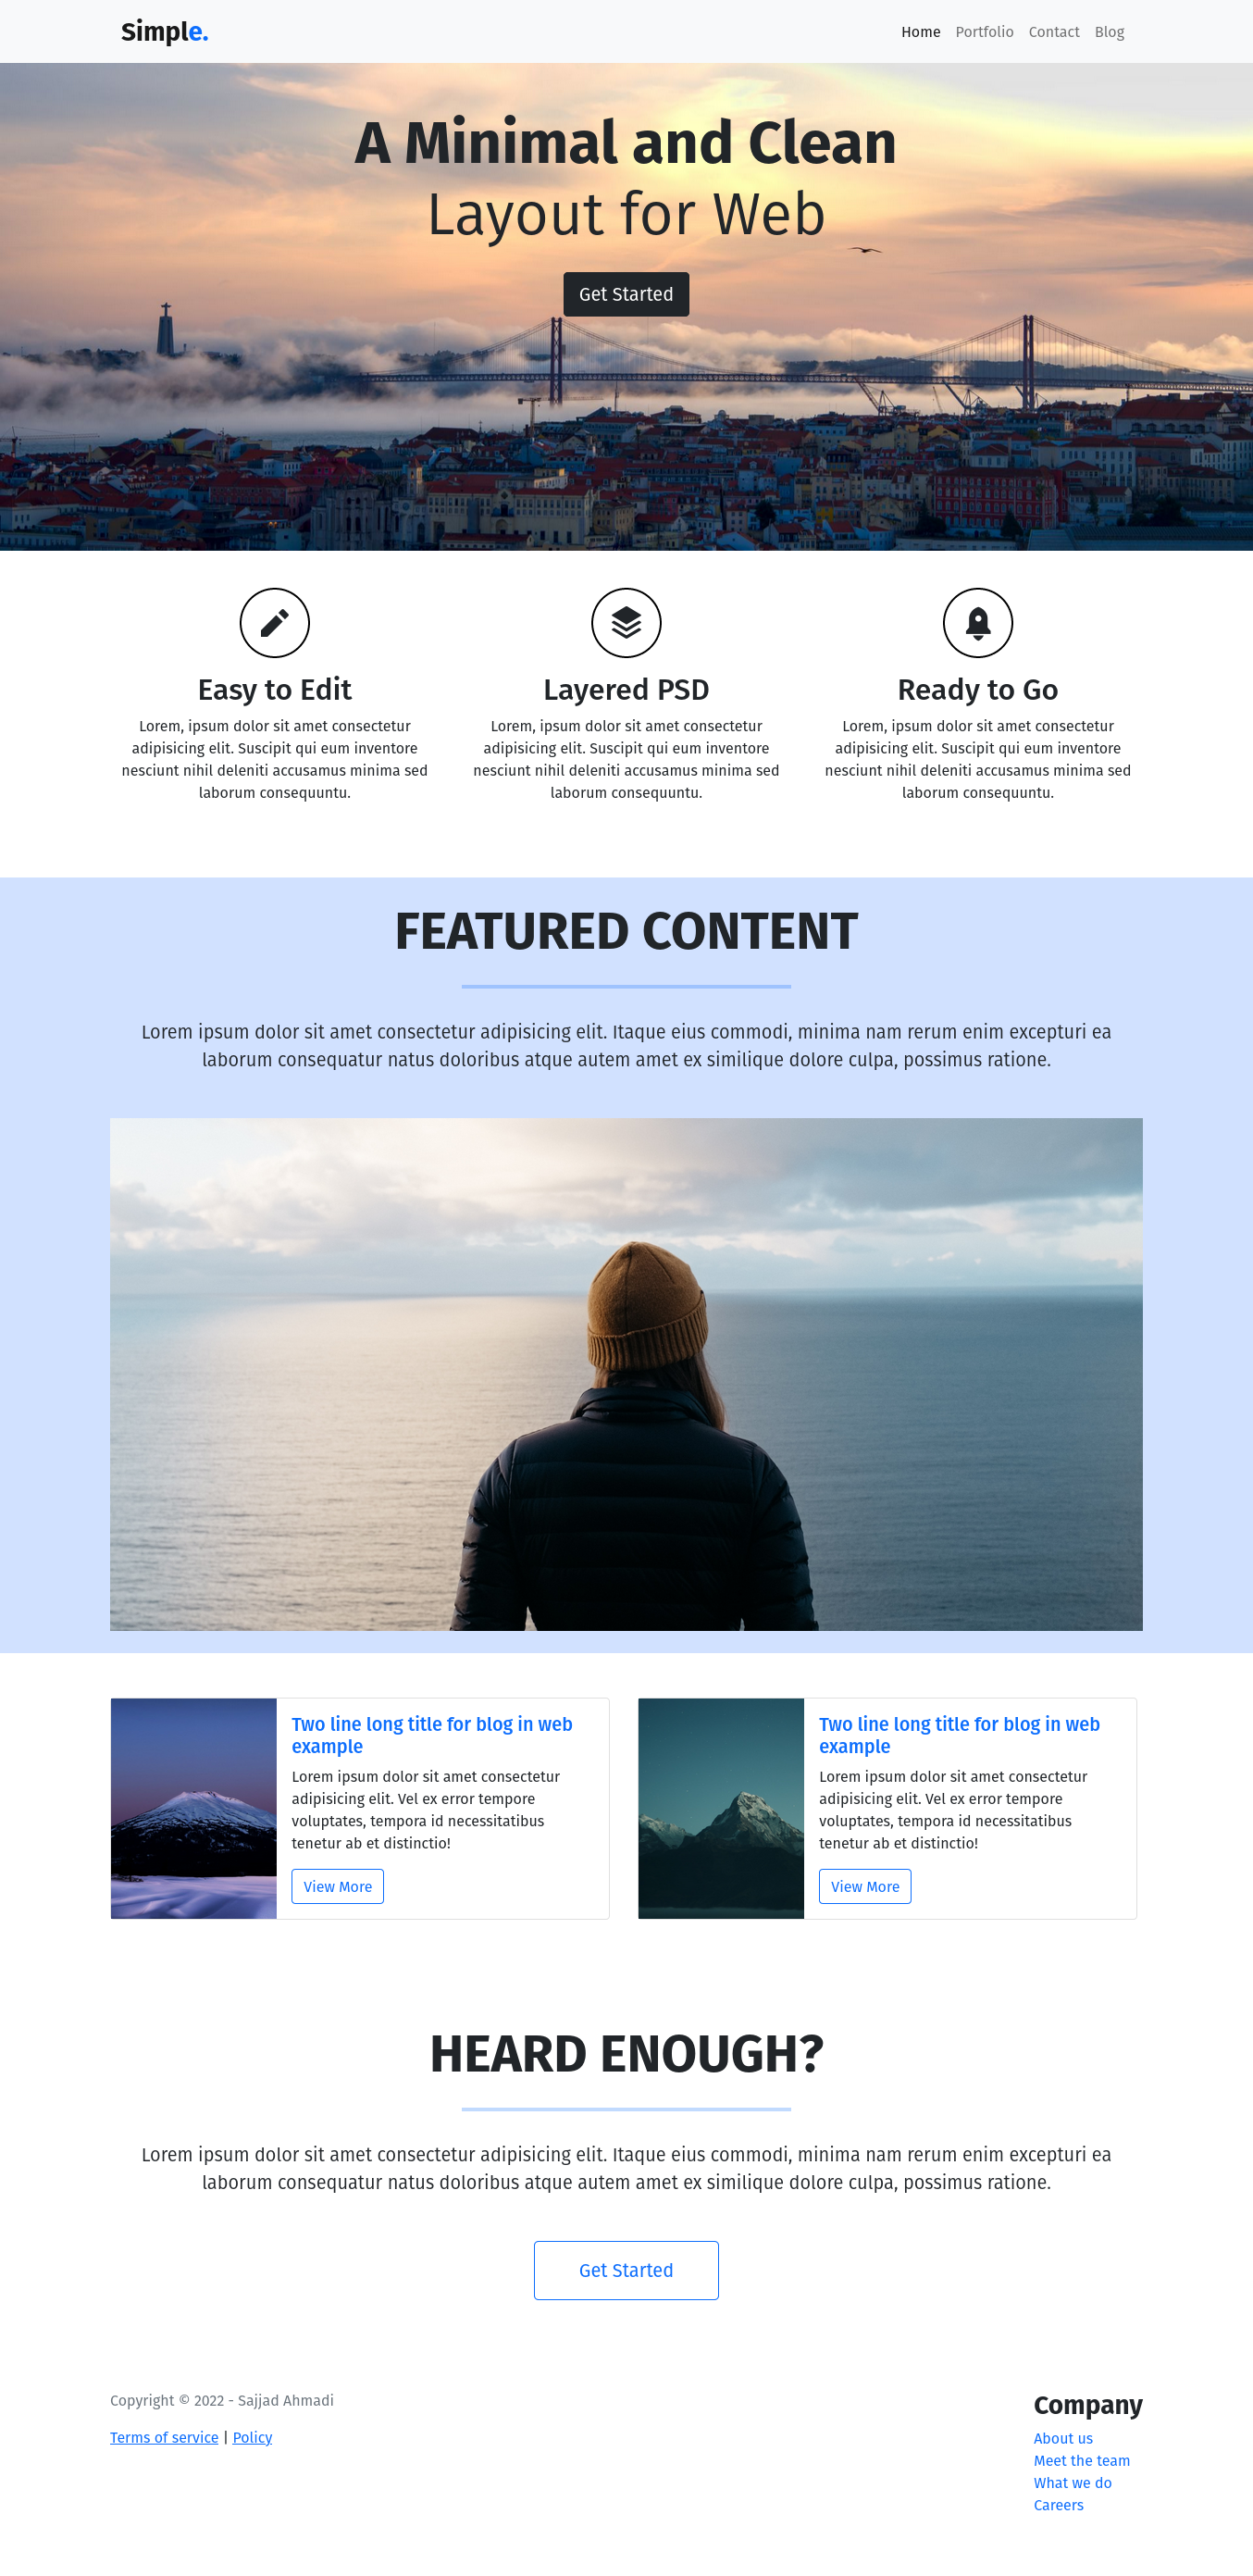 Simple.
Home Portfolio Contact Blog
A Minimal and Clean
Layout for Web
Get Started
Easy to Edit
Lorem, ipsum dolor sit amet consectetur
adipisicing elit. Suscipit qui eum inventore
nesciunt nihil deleniti accusamus minima sed
laborum consequuntu.
Layered PSD
Lorem, ipsum dolor sit amet consectetur
adipisicing elit. Suscipit qui eum inventore
nesciunt nihil deleniti accusamus minima sed
laborum consequuntu.
Ready to Go
Lorem, ipsum dolor sit amet consectetur
adipisicing elit. Suscipit qui eum inventore
nesciunt nihil deleniti accusamus minima sed
laborum consequuntu.
FEATURED CONTENT
Lorem ipsum dolor sit amet consectetur adipisicing elit. Itaque eius commodi, minima nam rerum enim excepturi ea
laborum consequatur natus doloribus atque autem amet ex similique dolore culpa, possimus ratione.
Two line long title for blog in web
example
Lorem ipsum dolor sit amet consectetur
adipisicing elit. Vel ex error tempore
voluptates, tempora id necessitatibus
tenetur ab et distinctio!
View More
Two line long title for blog in web
example
Lorem ipsum dolor sit amet consectetur
adipisicing elit. Vel ex error tempore
voluptates, tempora id necessitatibus
tenetur ab et distinctio!
View More
HEARD ENOUGH?
Lorem ipsum dolor sit amet consectetur adipisicing elit. Itaque eius commodi, minima nam rerum enim excepturi ea
laborum consequatur natus doloribus atque autem amet ex similique dolore culpa, possimus ratione.
Get Started
Copyright © 2022 - Sajjad Ahmadi
Terms of service | Policy
Company
About us
Meet the team
What we do
Careers